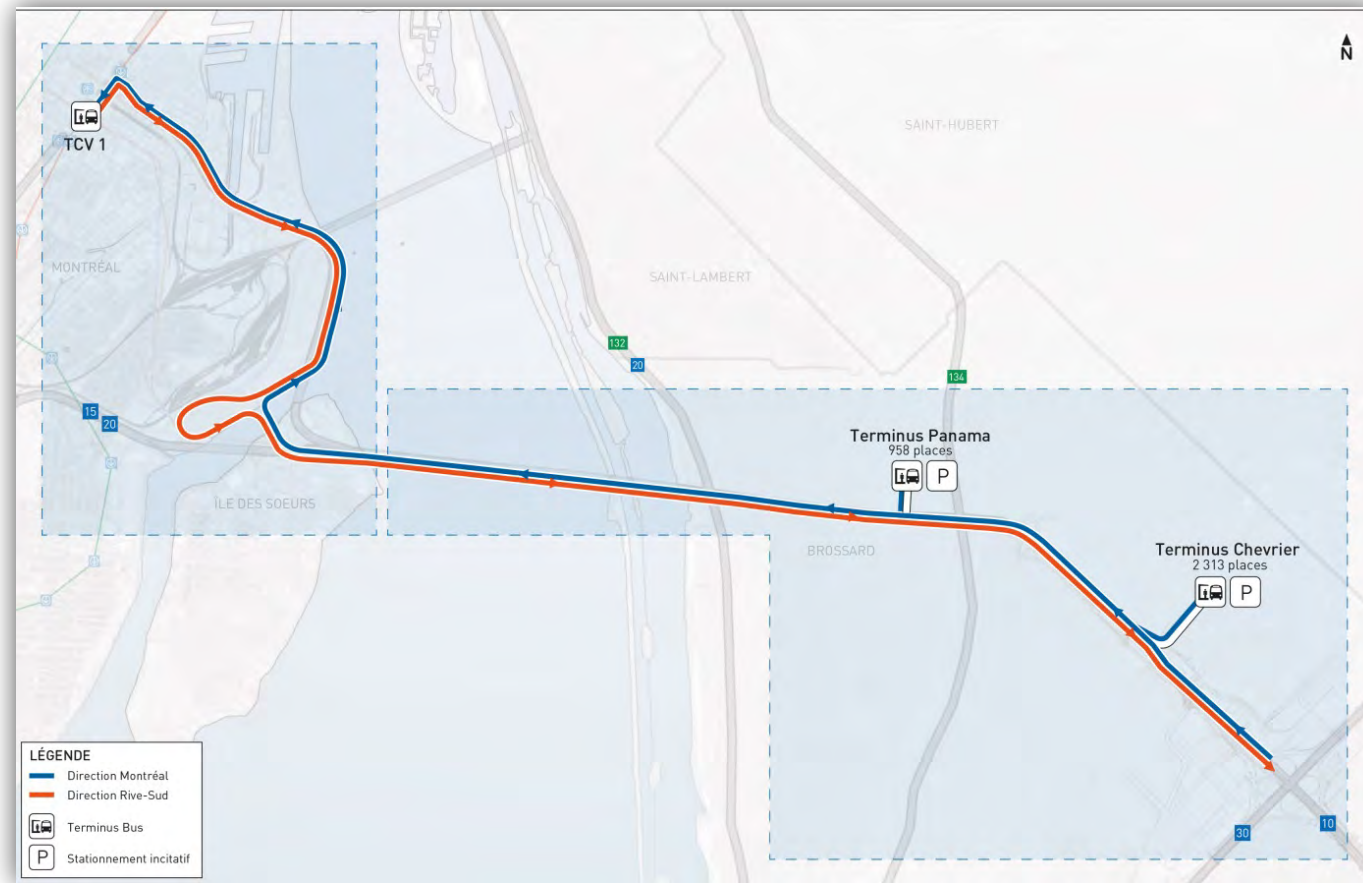 N
SAINT-HUBERT
TCV 1
MONTRÉAL
SAINT-LAMBERT
132
20
134
15
20
Terminus Panama
958 places
P
ÎLE DES SOEURS
BROSSARD
Terminus Chevrier
2 313 places
P
30
10
LÉGENDE
Direction Montréal
Direction Rive-Sud
Terminus Bus
P
Stationnement incitatif